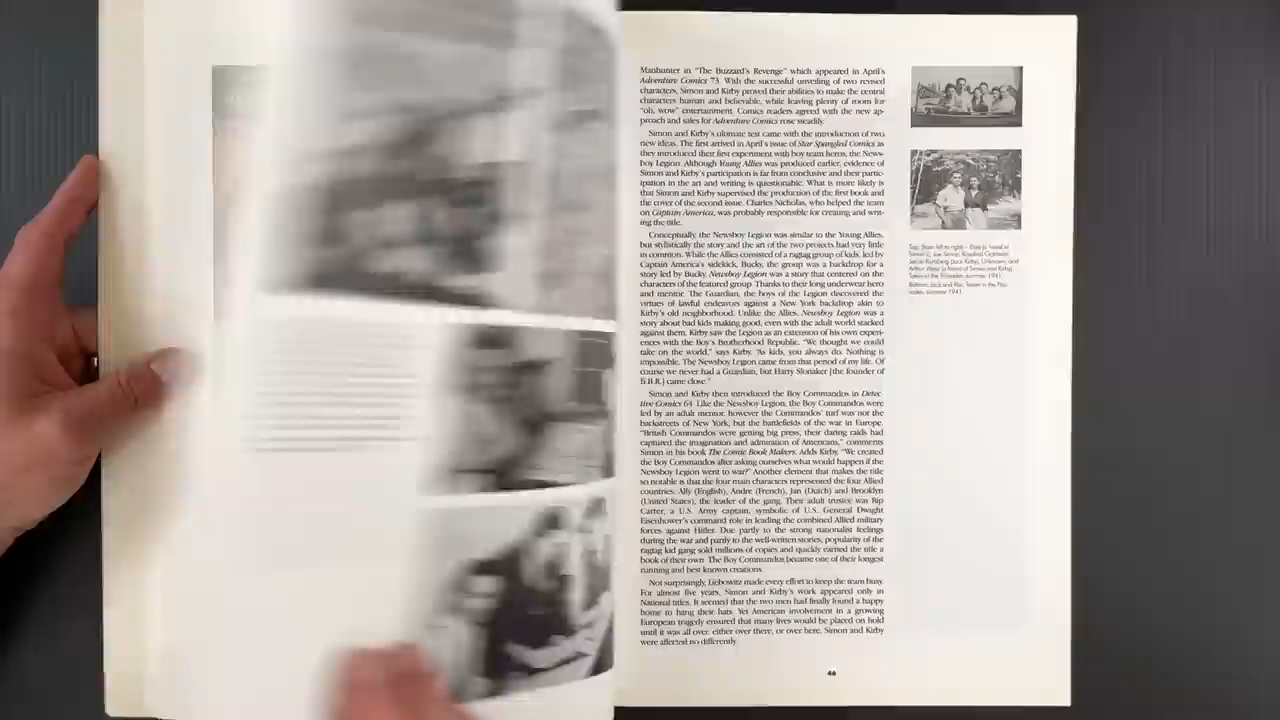 Manhunter in "The Buzzard's Revenge" which appeared in April's
Adventure Comics 73. With the successful unveiling of two revised
characters, Simon and Kirby proved their abilities to make the central
characters human and believable, while leaving plenty of room for
"oh, wow" entertainment. Comics readers agreed with the new ap-
proach and sales for Adventure Comics rose steadily.
Simon and Kirby's ultimate test came with the introduction of two
new ideas. The first arrived in April's issue of Star Spangled Comics as
they introduced their first experiment with boy team heros, the News-
boy Legion. Although Young Allies was produced earlier, evidence of
Simon and Kirby's participation is far from conclusive and their partic-
ipation in the art and writing is questionable. What is more likely is
that Simon and Kirby supervised the production of the first book and
the cover of the second issue. Charles Nicholas, who helped the team
on Captain America, was probably responsible for creating and writ-
ing the title.
Conceptually, the Newsboy Legion was similar to the Young Allies,
but stylistically the story and the art of the two projects had very little
in common. While the Allies consisted of a ragtag group of kids, led by
Captain America's sidekick, Bucky, the group was a backdrop for a
story led by Bucky. Newsboy Legion was a story that centered on the
characters of the featured group. Thanks to their long underwear hero
and mentor, The Guardian, the boys of the Legion discovered the
virtues of lawful endeavors against a New York backdrop akin to
Kirby's old neighborhood. Unlike the Allies, Newsboy Legion was a
story about bad kids making good, even with the adult world stacked
against them. Kirby saw the Legion as an extension of his own experi-
ences with the Boy's Brotherhood Republic. "We thought we could
take on the world," says Kirby. "As kids, you always do. Nothing is
impossible. The Newsboy Legion came from that period of my life. Of
course we never had a Guardian, but Harry Slonaker [the founder of
B.B.R.] came close."
Simon and Kirby then introduced the Boy Commandos in Detec-
tive Comics 64. Like the Newsboy Legion, the Boy Commandos were
led by an adult mentor, however the Commandos' turf was not the
backstreets of New York, but the battlefields of the war in Europe.
"British Commandos were getting big press, their daring raids had
captured the imagination and admiration of Americans," comments
Simon in his book The Comic Book Makers. Adds Kirby, "We created
the Boy Commandos after asking ourselves what would happen if the
Newsboy Legion went to war?" Another element that makes the title
so notable is that the four main characters represented the four Allied
countries: Alfy (English), Andre (French), Jan (Dutch) and Brooklyn
(United States), the leader of the gang. Their adult trustee was Rip
Carter, a U.S. Army captain, symbolic of U.S. General Dwight
Eisenhower's command role in leading the combined Allied military
forces against Hitler. Due partly to the strong nationalist feelings
during the war and partly to the well-written stories, popularity of the
ragtag kid gang sold millions of copies and quickly earned the title a
book of their own. The Boy Commandos became one of their longest
running and best known creations.
Not surprisingly, Liebowitz made every effort to keep the team busy.
For almost five years, Simon and Kirby's work appeared only in
National titles. It seemed that the two men had finally found a happy
home to hang their hats. Yet American involvement in a growing
European tragedy ensured that many lives would be placed on hold
until it was all over, either over there, or over here. Simon and Kirby
were affected no differently.
Top: from left to right—
Joe Simon, Rosalind Goldstein,
Jacob Kurtzberg (Jack Kirby), Unknown, and
summer 1941.
Bottom: Jack and Roz.
summer 1941.
46